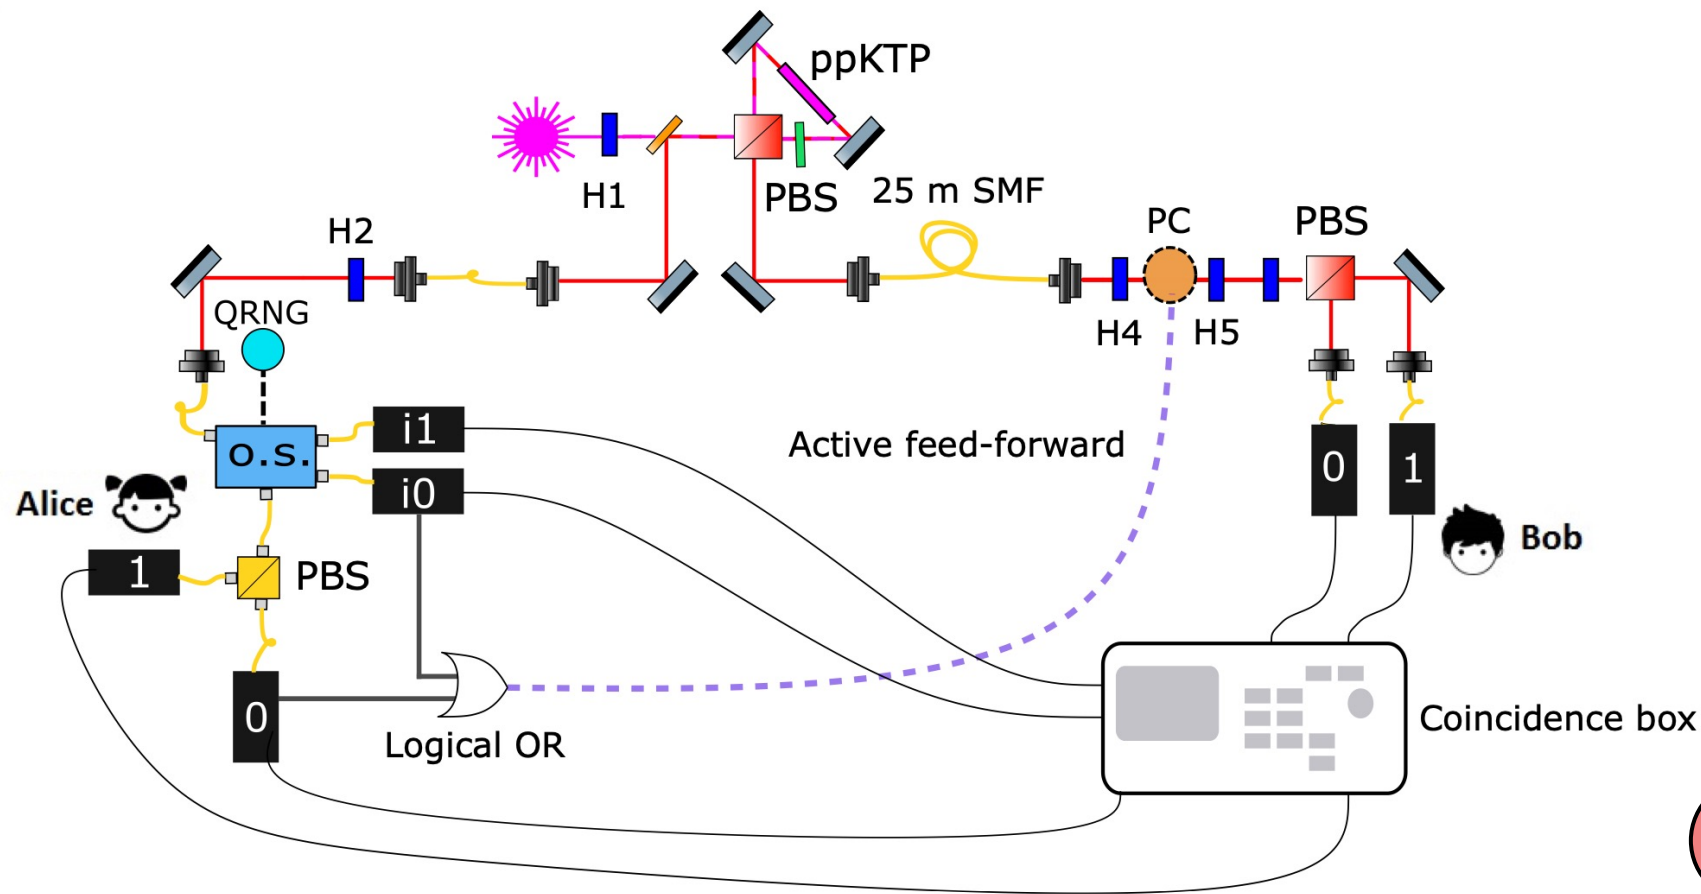 ppKTP
H1
PBS
25 m SMF
H2
PC
PBS
QRNG
H4
H5
o.s.
i1
i0
Active feed-forward
0
1
Alice
Bob
1
PBS
0
Logical OR
Coincidence box